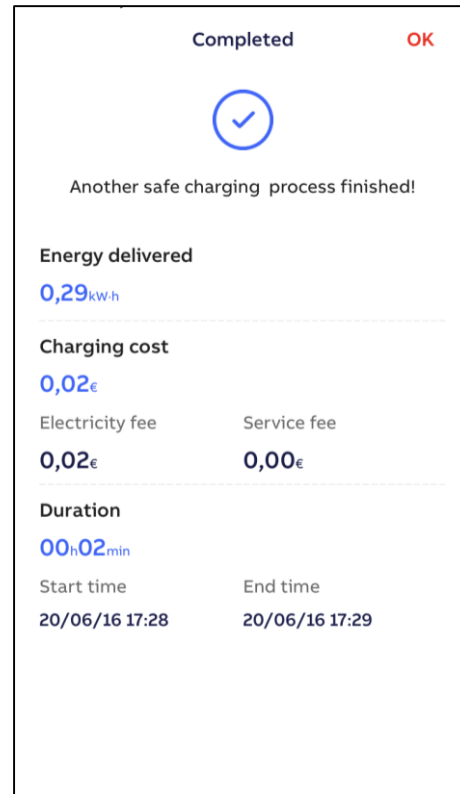 Completed OK
Another safe charging process finished!
Energy delivered
0,29kW·h
Charging cost
0,02€
Electricity fee Service fee
0,02€ 0,00€
Duration
00h02min
Start time End time
20/06/16 17:28 20/06/16 17:29